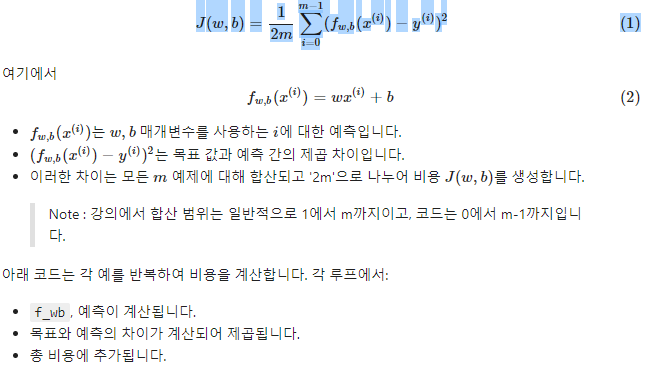 J(w, b) = \frac{1}{2m} \sum_{i=0}^{m-1} (f_{w,b}(x^{(i)}) - y^{(i)})^2 (1)
여기에서
f_{w,b}(x^{(i)}) = wx^{(i)} + b (2)
• f_{w,b}(x^{(i)})는 w, b 매개변수를 사용하는 i에 대한 예측입니다.
• (f_{w,b}(x^{(i)}) - y^{(i)})^2는 목표 값과 예측 간의 제곱 차이입니다.
• 이러한 차이는 모든 m 예제에 대해 합산되고 '2m'으로 나누어 비용 J(w, b)를 생성합니다.
Note : 강의에서 합산 범위는 일반적으로 1에서 m까지이고, 코드는 0에서 m-1까지입니
다.
아래 코드는 각 예를 반복하여 비용을 계산합니다. 각 루프에서:
• f_wb , 예측이 계산됩니다.
• 목표와 예측의 차이가 계산되어 제곱됩니다.
• 총 비용에 추가됩니다.